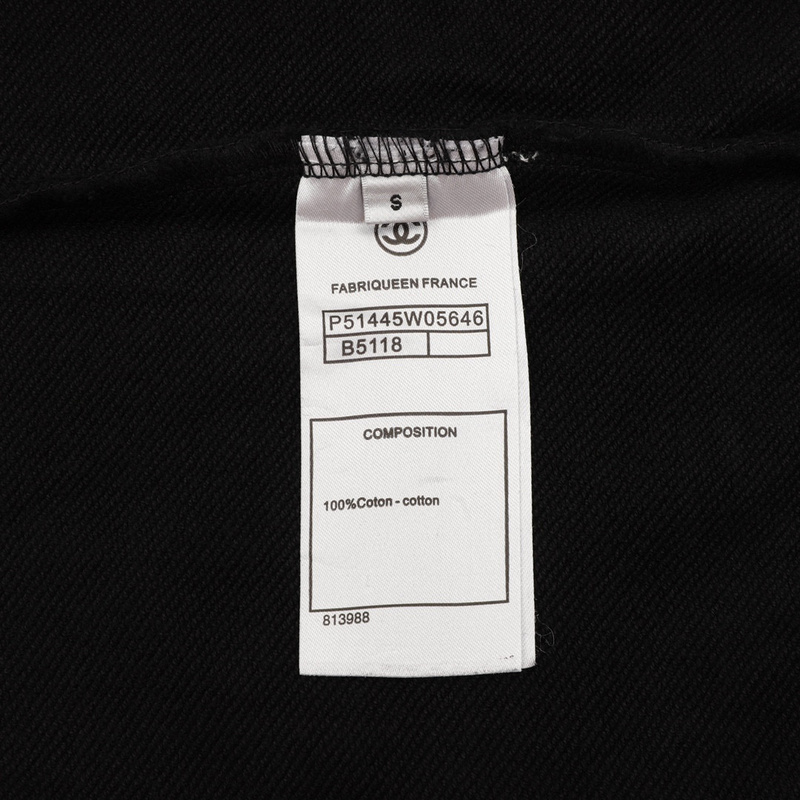 S
FABRIQUEEN FRANCE
P51445W05646
B5118
COMPOSITION
100%Coton - cotton
813988